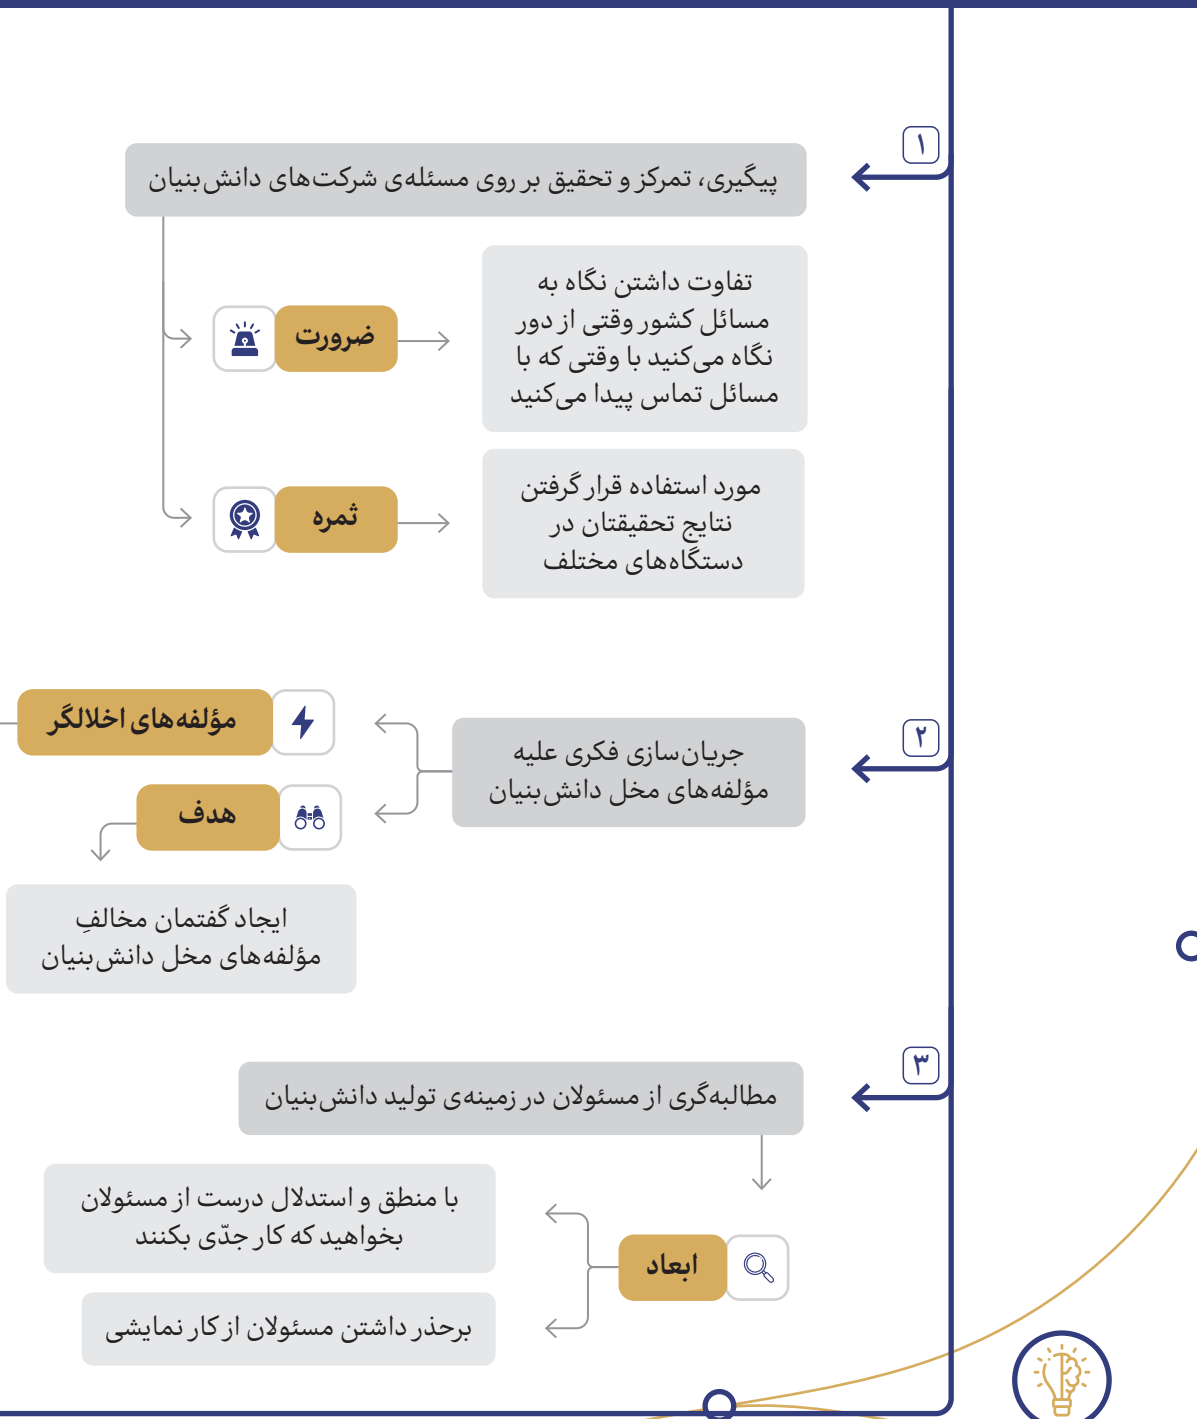 ۱
پیگیری، تمرکز و تحقیق بر روی مسئله‌ی شرکت‌های دانش‌بنیان
ضرورت
تفاوت داشتن نگاه به
مسائل کشور وقتی از دور
نگاه می‌کنید با وقتی که با
مسائل تماس پیدا می‌کنید
ثمره
مورد استفاده قرار گرفتن
نتایج تحقیقتان در
دستگاه‌های مختلف
۲
جریان‌سازی فکری علیه
مؤلفه‌های مخل دانش‌بنیان
مؤلفه‌های اخلالگر
هدف
ایجاد گفتمان مخالفِ
مؤلفه‌های مخل دانش‌بنیان
۳
مطالبه‌گری از مسئولان در زمینه‌ی تولید دانش‌بنیان
ابعاد
با منطق و استدلال درست از مسئولان
بخواهید که کار جدّی بکنند
برحذر داشتن مسئولان از کار نمایشی